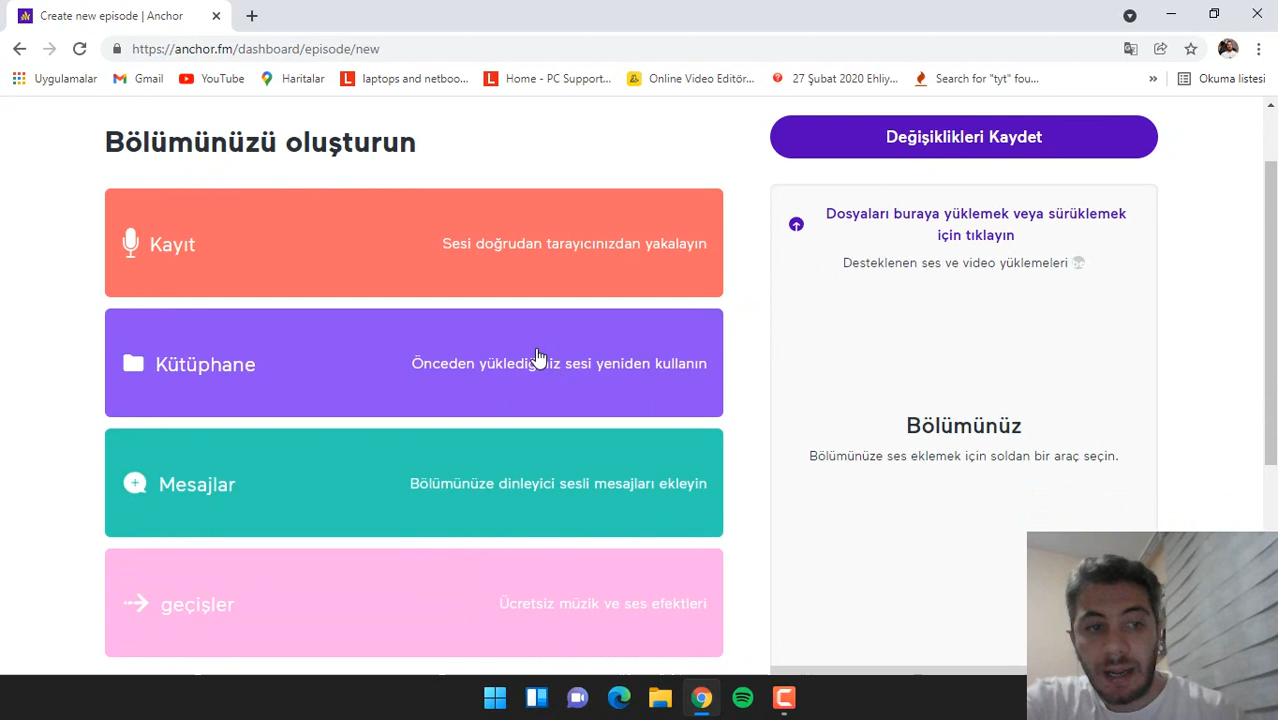 Create new episode | Anchor
https://anchor.fm/dashboard/episode/new
Uygulamalar
Gmail
YouTube
Haritalar
laptops and netboo...
Home - PC Support...
Online Video Editör...
27 Şubat 2020 Ehliy...
Search for "tyt" fou...
»
Okuma listesi
Bölümünüzü oluşturun
Değişiklikleri Kaydet
Kayıt
Sesi doğrudan tarayıcınızdan yakalayın
Dosyaları buraya yüklemek veya sürüklemek
için tıklayın
Desteklenen ses ve video yüklemeleri
Kütüphane
Önceden yüklediğiniz sesi yeniden kullanın
Bölümünüz
Bölümünüze ses eklemek için soldan bir araç seçin.
Mesajlar
Bölümünüze dinleyici sesli mesajları ekleyin
geçişler
Ücretsiz müzik ve ses efektleri